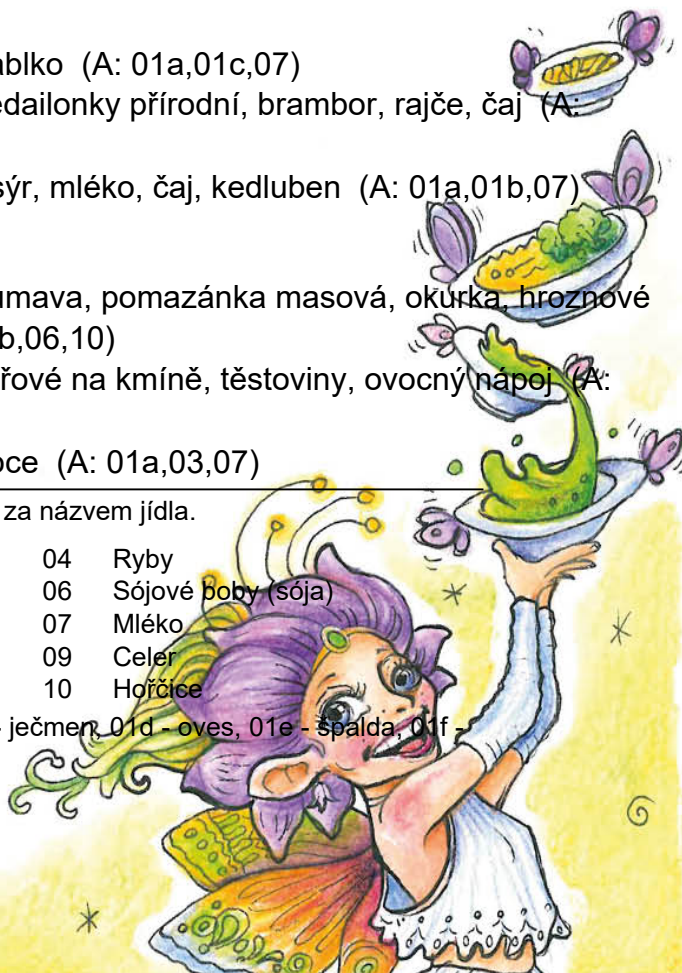 ablko (A: 01a,01c,07)
edailonky přírodní, brambor, rajče, čaj (A:
sýr, mléko, čaj, kedluben (A: 01a,01b,07)
umava, pomazánka masová, okurka, hroznové
b,06,10)
řové na kmíně, těstoviny, ovocný nápoj (A:
oce (A: 01a,03,07)
za názvem jídla.
04 Ryby
06 Sójové boby (sója)
07 Mléko
09 Celer
10 Hořčice
- ječmen, 01d - oves, 01e - špalda, 01f -